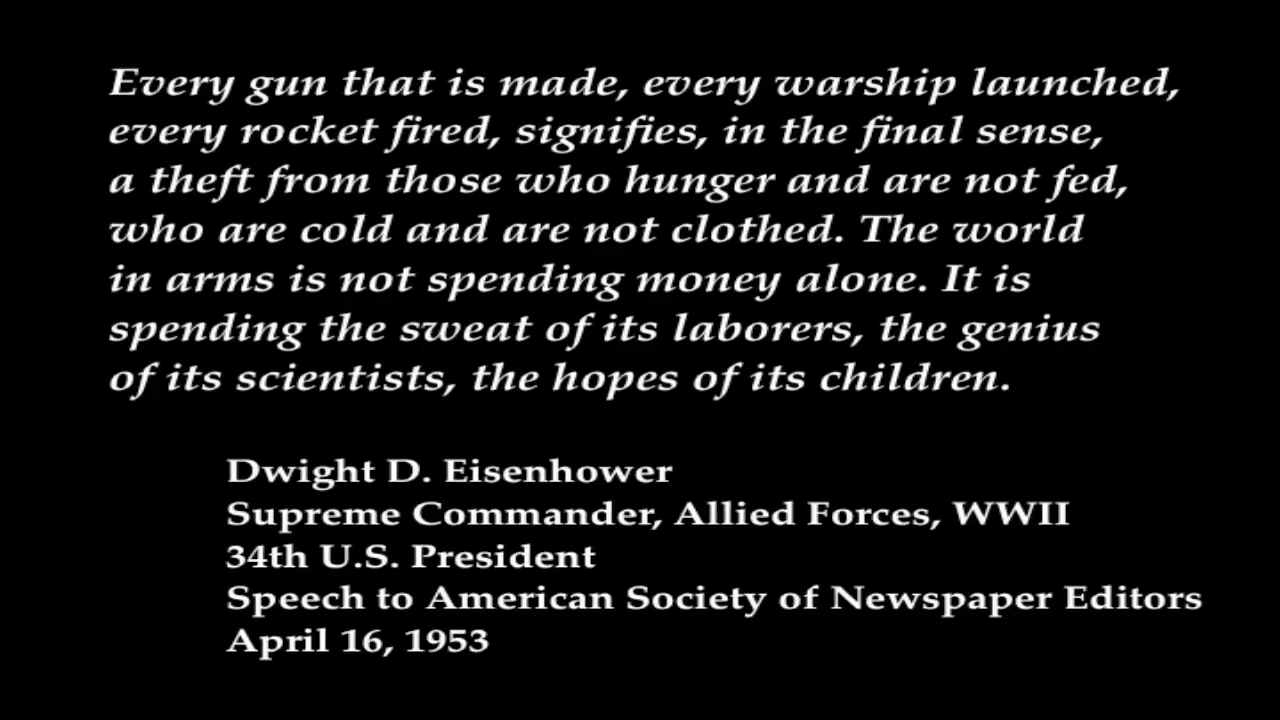 Every gun that is made, every warship launched,
every rocket fired, signifies, in the final sense,
a theft from those who hunger and are not fed,
who are cold and are not clothed. The world
in arms is not spending money alone. It is
spending the sweat of its laborers, the genius
of its scientists, the hopes of its children.
Dwight D. Eisenhower
Supreme Commander, Allied Forces, WWII
34th U.S. President
Speech to American Society of Newspaper Editors
April 16, 1953